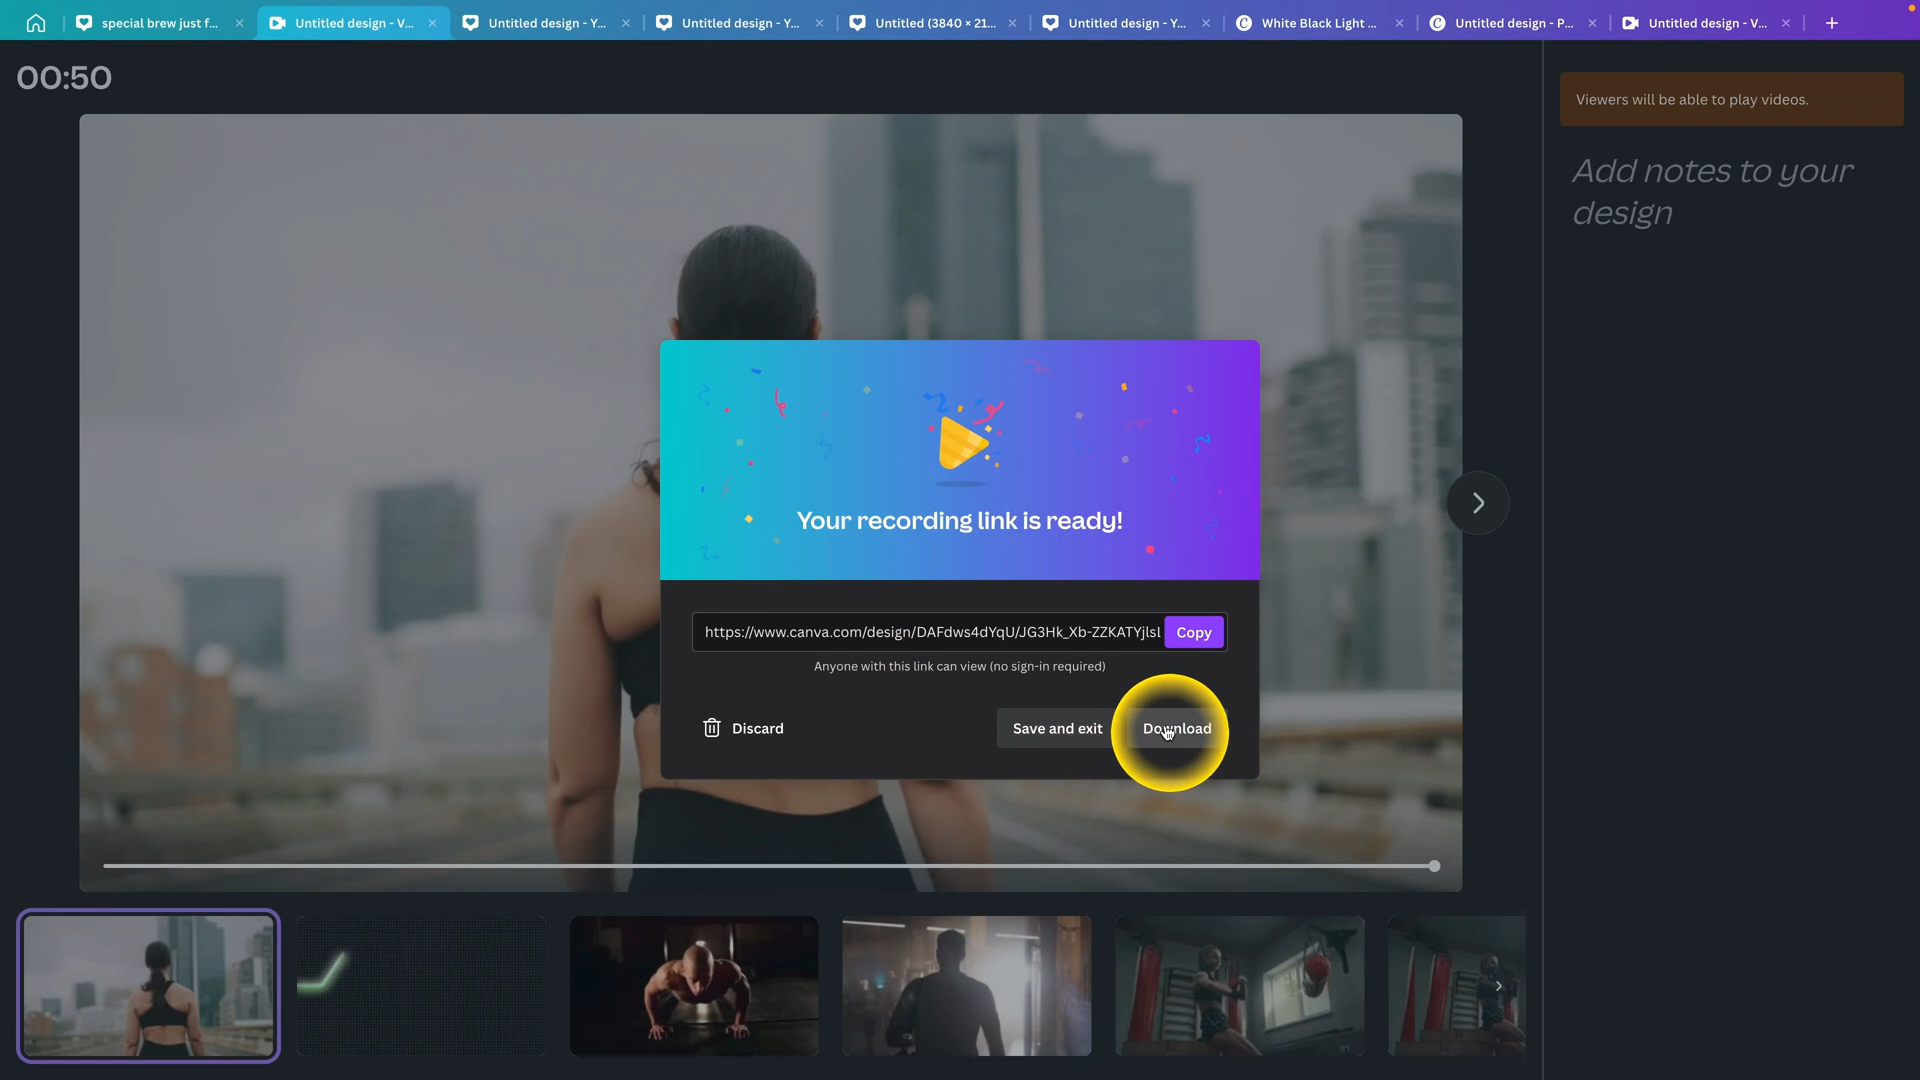 special brew just f...
Untitled design - V...
Untitled design - Y...
Untitled design - Y...
Untitled (3840 × 21...
Untitled design - Y...
White Black Light ...
Untitled design - P...
Untitled design - V...
00:50
Viewers will be able to play videos.
Add notes to your
design
Your recording link is ready!
https://www.canva.com/design/DAFdws4dYqU/JG3Hk_Xb-ZZKATYjlsl
Copy
Anyone with this link can view (no sign-in required)
Discard
Save and exit
Download